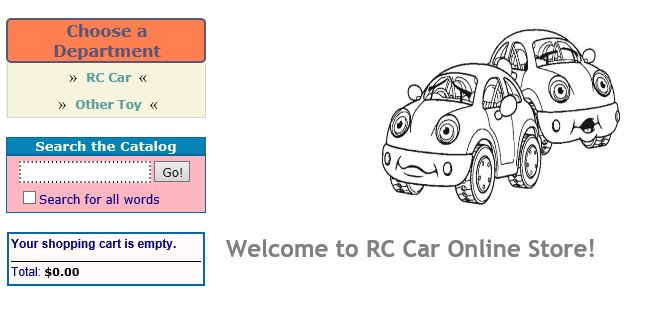 Choose a
Department
» RC Car «
» Other Toy «
Search the Catalog
Go!
Search for all words
Your shopping cart is empty.
Total: $0.00
Welcome to RC Car Online Store!